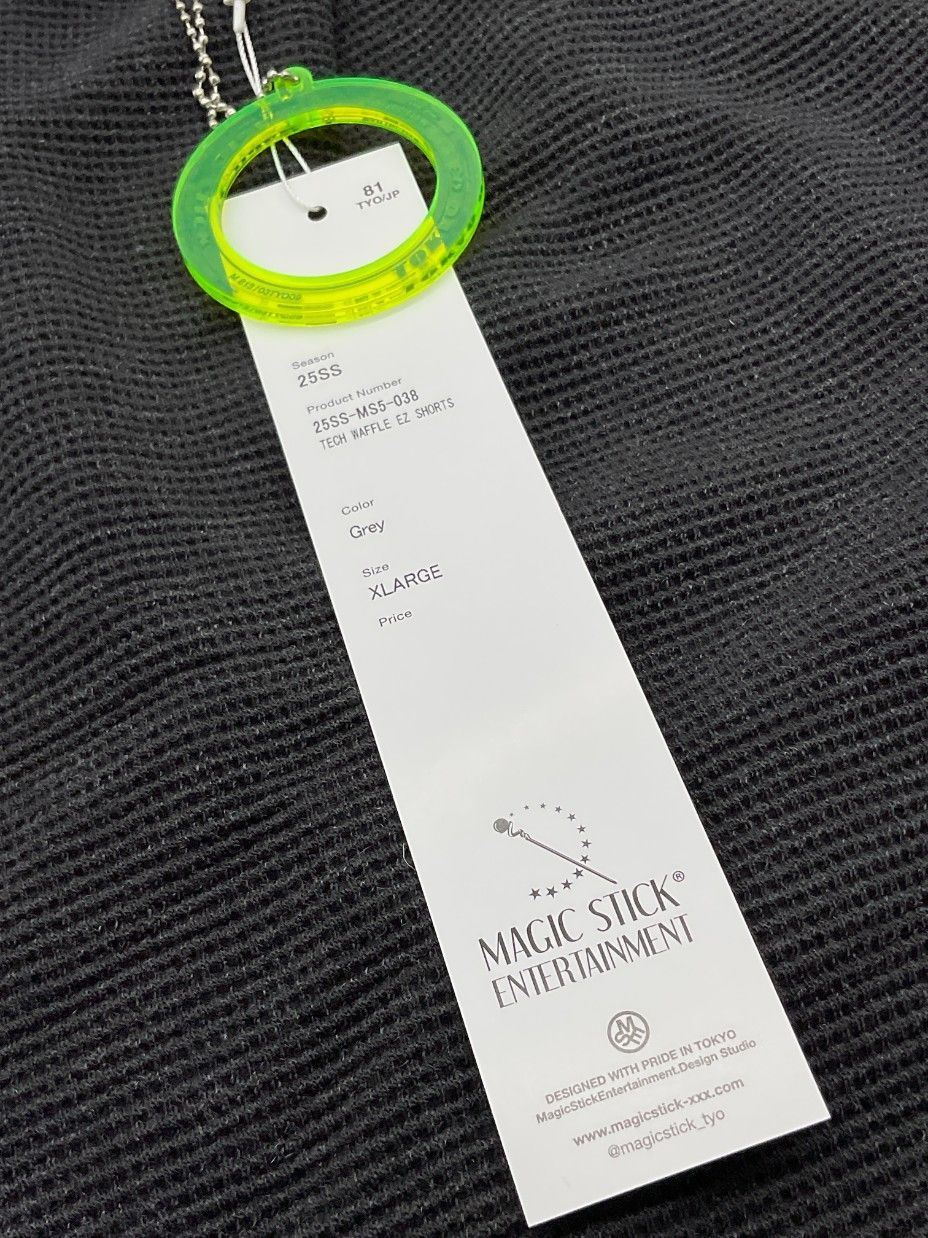 81
TYO/JP
Season
25SS
Product Number
25SS-MS5-038
TECH WAFFLE EZ SHORTS
Color
Grey
Size
XLARGE
Price
MAGIC STICK®
ENTERTAINMENT
DESIGNED WITH PRIDE IN TOKYO
MagicStickEntertainment.Design Studio
www.magicstick-xxx.com
@magicstick_tyo